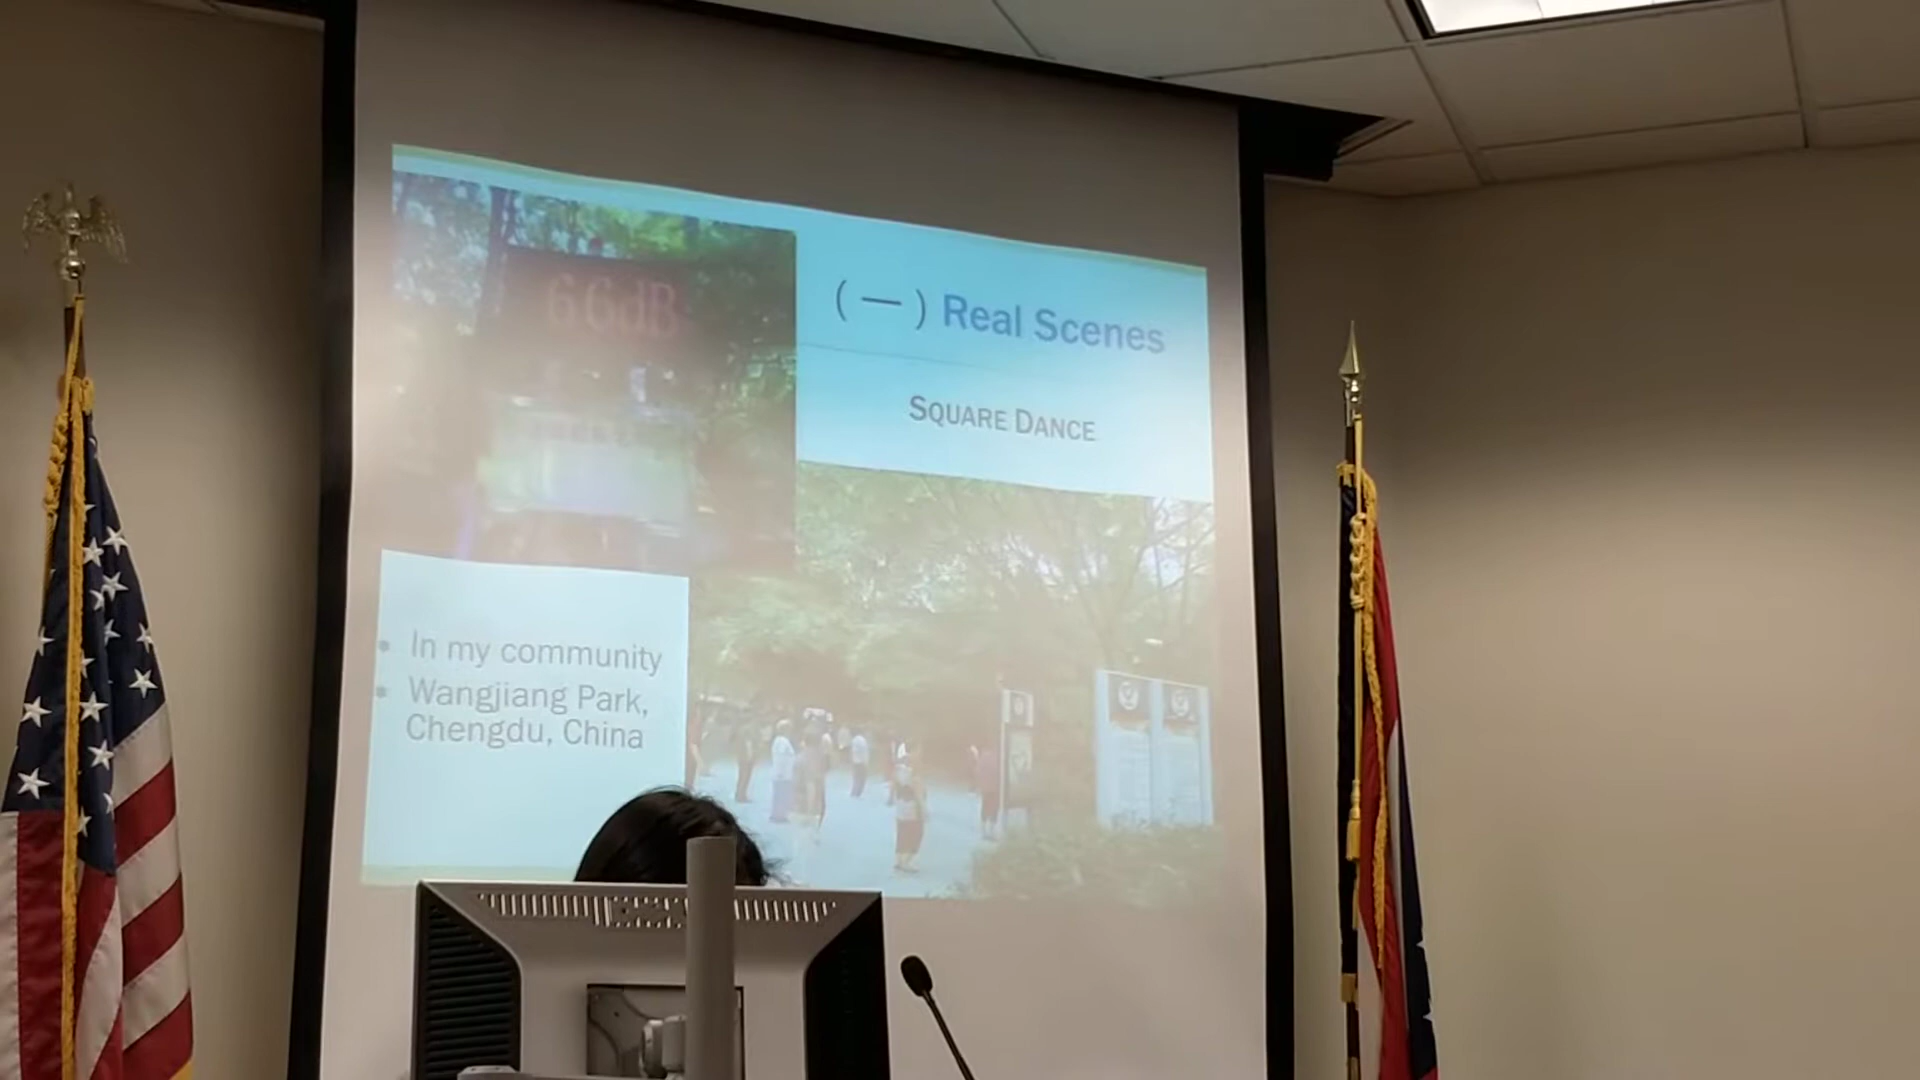 66dB
(一) Real Scenes
SQUARE DANCE
• In my community
• Wangjiang Park,
Chengdu, China